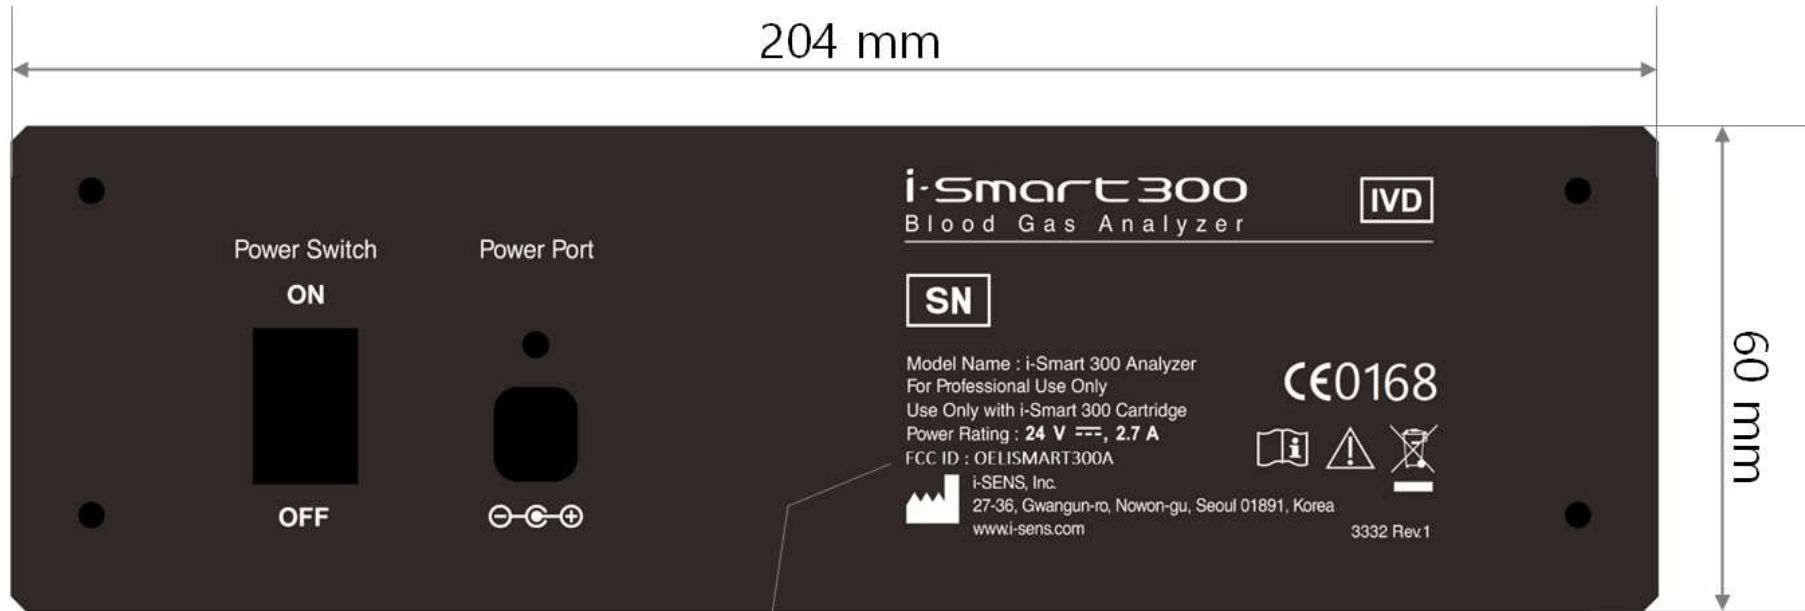 204 mm
i-Smart300
IVD
Blood Gas Analyzer
Power Switch
Power Port
ON
SN
Model Name : i-Smart 300 Analyzer
For Professional Use Only
Use Only with i-Smart 300 Cartridge
Power Rating : 24 V ⎓, 2.7 A
FCC ID : OELISMART300A
CE0168
i-SENS, Inc.
27-36, Gwangun-ro, Nowon-gu, Seoul 01891, Korea
www.i-sens.com
OFF
3332 Rev.1
60 mm